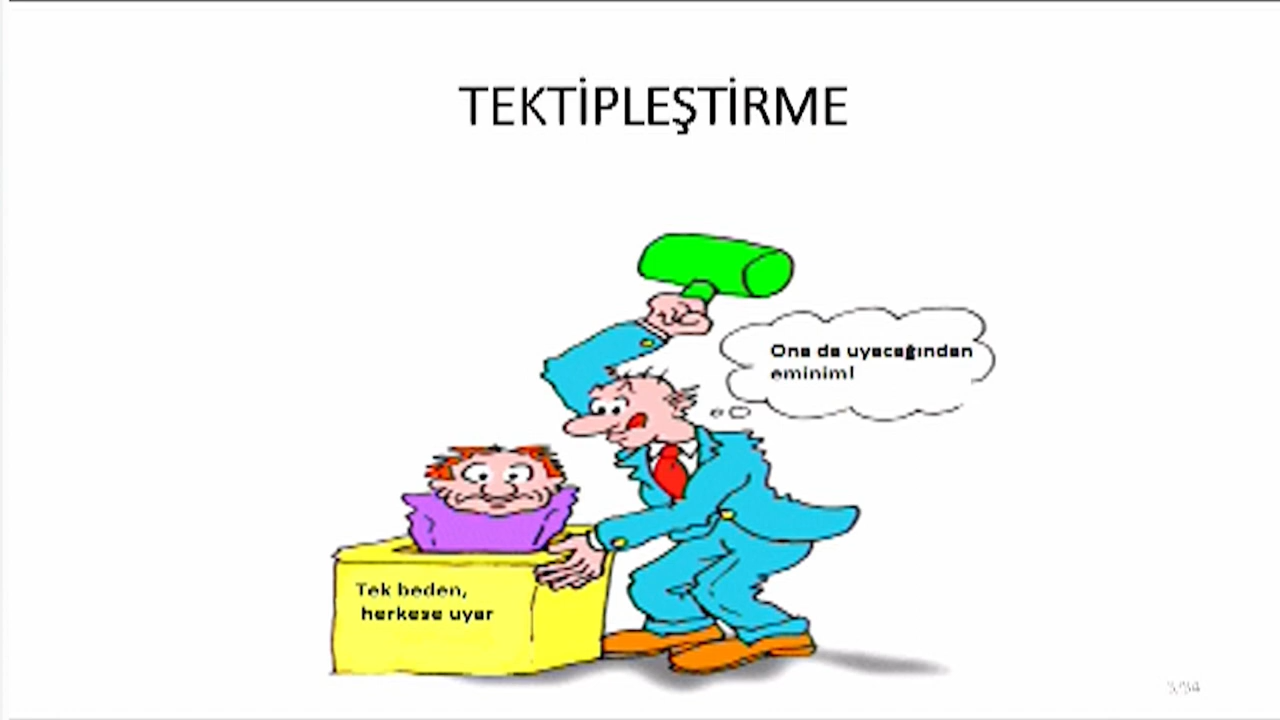 TEKTİPLEŞTİRME
Ona da uyacağından
eminim!
Tek beden,
herkese uyar